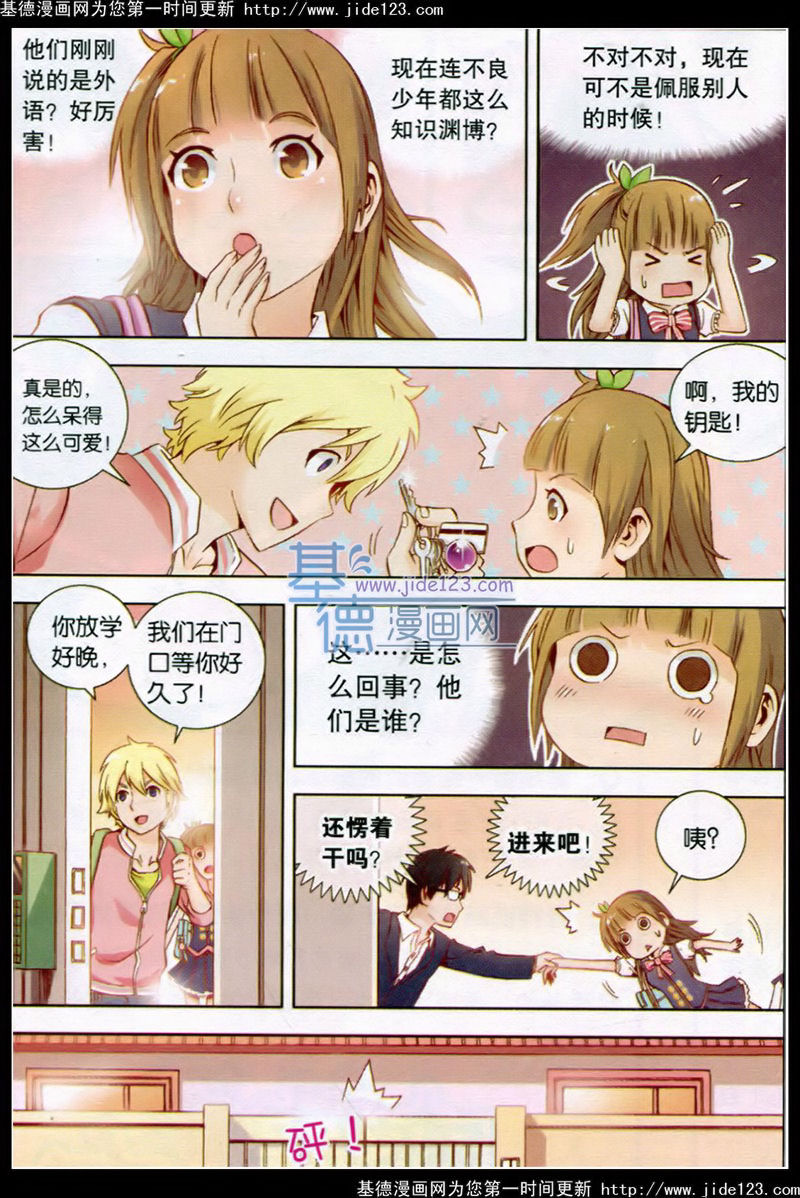 基德漫画网为您第一时间更新 http://www.jide123.com/
他们刚刚
说的是外
语？好厉
害！
现在连不良
少年都这么
知识渊博？
不对不对，现在
可不是佩服别人
的时候！
真是的，
怎么呆得
这么可爱！
啊，我的
钥匙！
基德
www.jide123.com
漫画网
你放学
好晚，
我们在门
口等你好
久了！
这……是怎
么回事？他
们是谁？
还愣着
干吗？
进来吧！
咦？
砰！
基德漫画网为您第一时间更新 http://www.jide123.com/